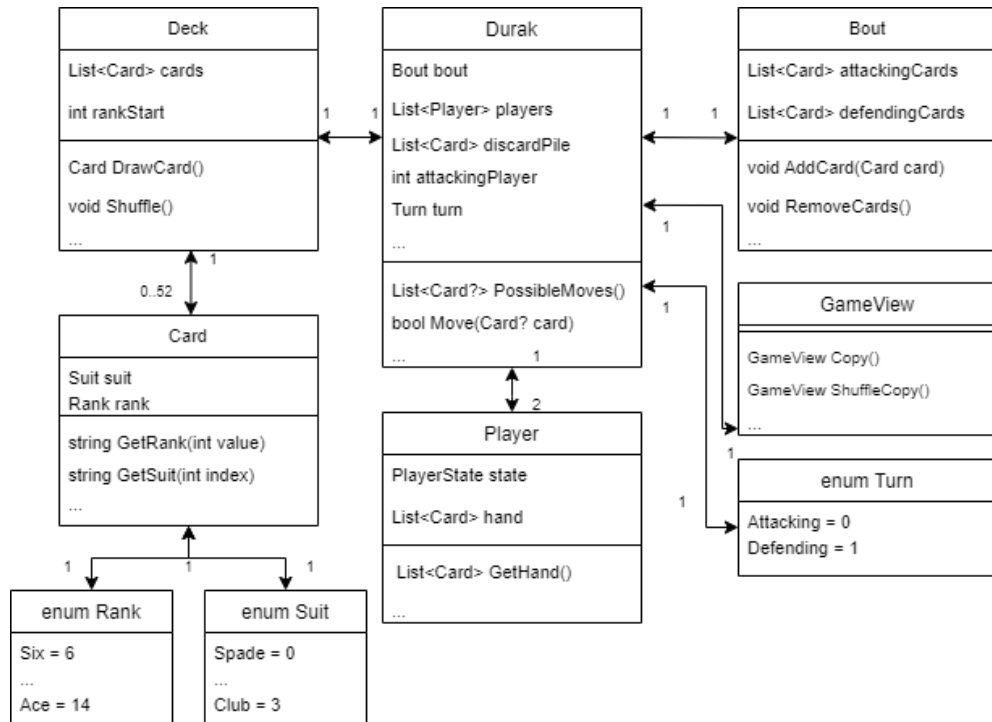 Deck
List<Card> cards
int rankStart
Card DrawCard()
void Shuffle()
...
1
1
Durak
Bout bout
List<Player> players
List<Card> discardPile
int attackingPlayer
Turn turn
...
List<Card?> PossibleMoves()
bool Move(Card? card)
...
1
1
1
Bout
List<Card> attackingCards
List<Card> defendingCards
void AddCard(Card card)
void RemoveCards()
...
1
0..52
1
1
Card
Suit suit
Rank rank
string GetRank(int value)
string GetSuit(int index)
...
GameView
GameView Copy()
GameView ShuffleCopy()
...
1
2
Player
PlayerState state
List<Card> hand
List<Card> GetHand()
...
1
1
enum Turn
Attacking = 0
Defending = 1
1
1
1
enum Rank
Six = 6
...
Ace = 14
enum Suit
Spade = 0
...
Club = 3